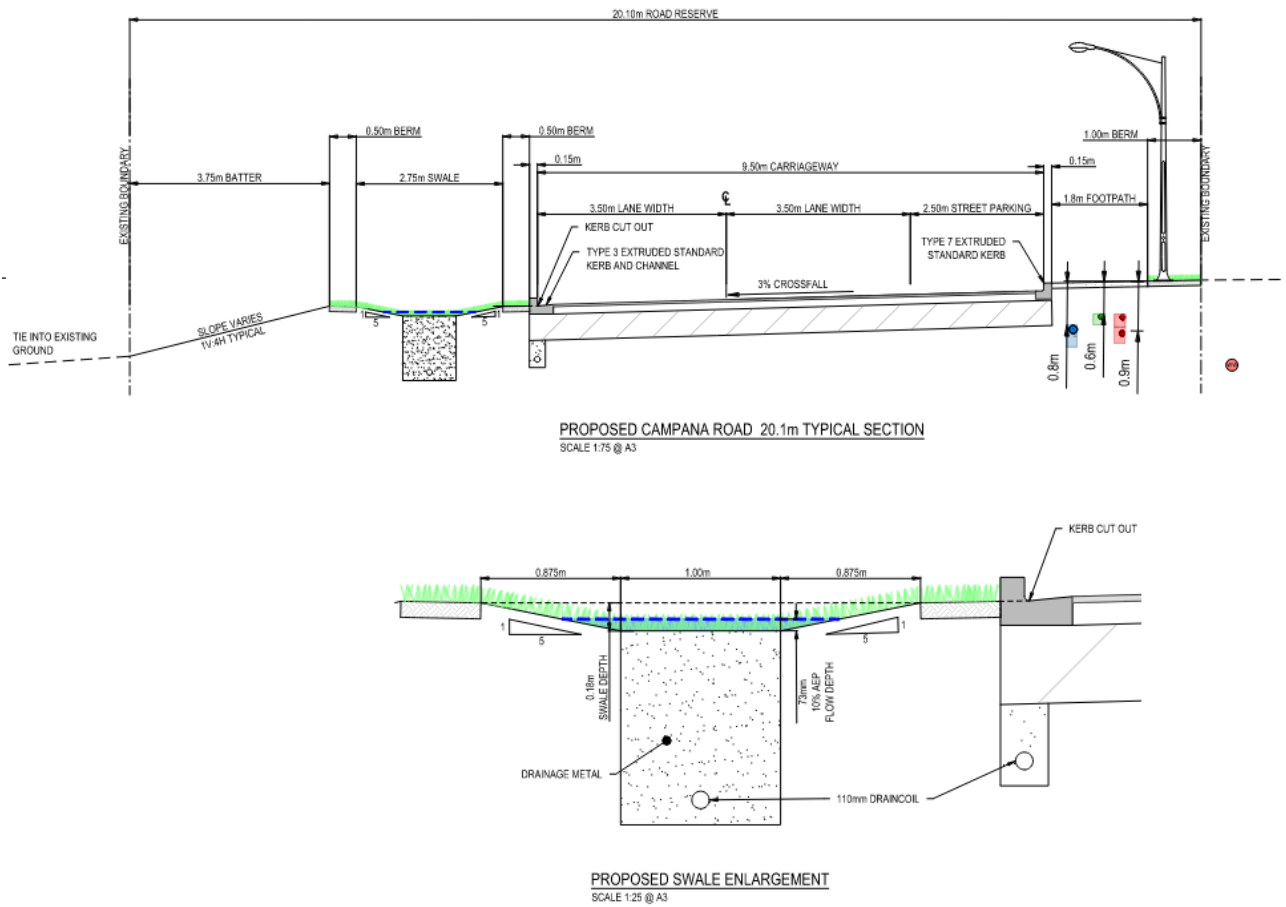 20.10m ROAD RESERVE
0.50m BERM
0.50m BERM
1.00m BERM
0.15m
0.15m
3.75m BATTER
2.75m SWALE
9.50m CARRIAGEWAY
1.8m FOOTPATH
EXISTING BOUNDARY
EXISTING BOUNDARY
3.50m LANE WIDTH
3.50m LANE WIDTH
2.50m STREET PARKING
KERB CUT OUT
TYPE 3 EXTRUDED STANDARD
KERB AND CHANNEL
TYPE 7 EXTRUDED
STANDARD KERB
3% CROSSFALL
TIE INTO EXISTING
GROUND
SLOPE VARIES
1V:4H TYPICAL
1
5
1
5
0.8m
0.6m
0.9m
PROPOSED CAMPANA ROAD 20.1m TYPICAL SECTION
SCALE 1:75 @ A3
KERB CUT OUT
0.875m
1.00m
0.875m
1
5
1
5
0.18m
SWALE DEPTH
73mm
10% AEP
FLOW DEPTH
DRAINAGE METAL
110mm DRAINCOIL
PROPOSED SWALE ENLARGEMENT
SCALE 1:25 @ A3